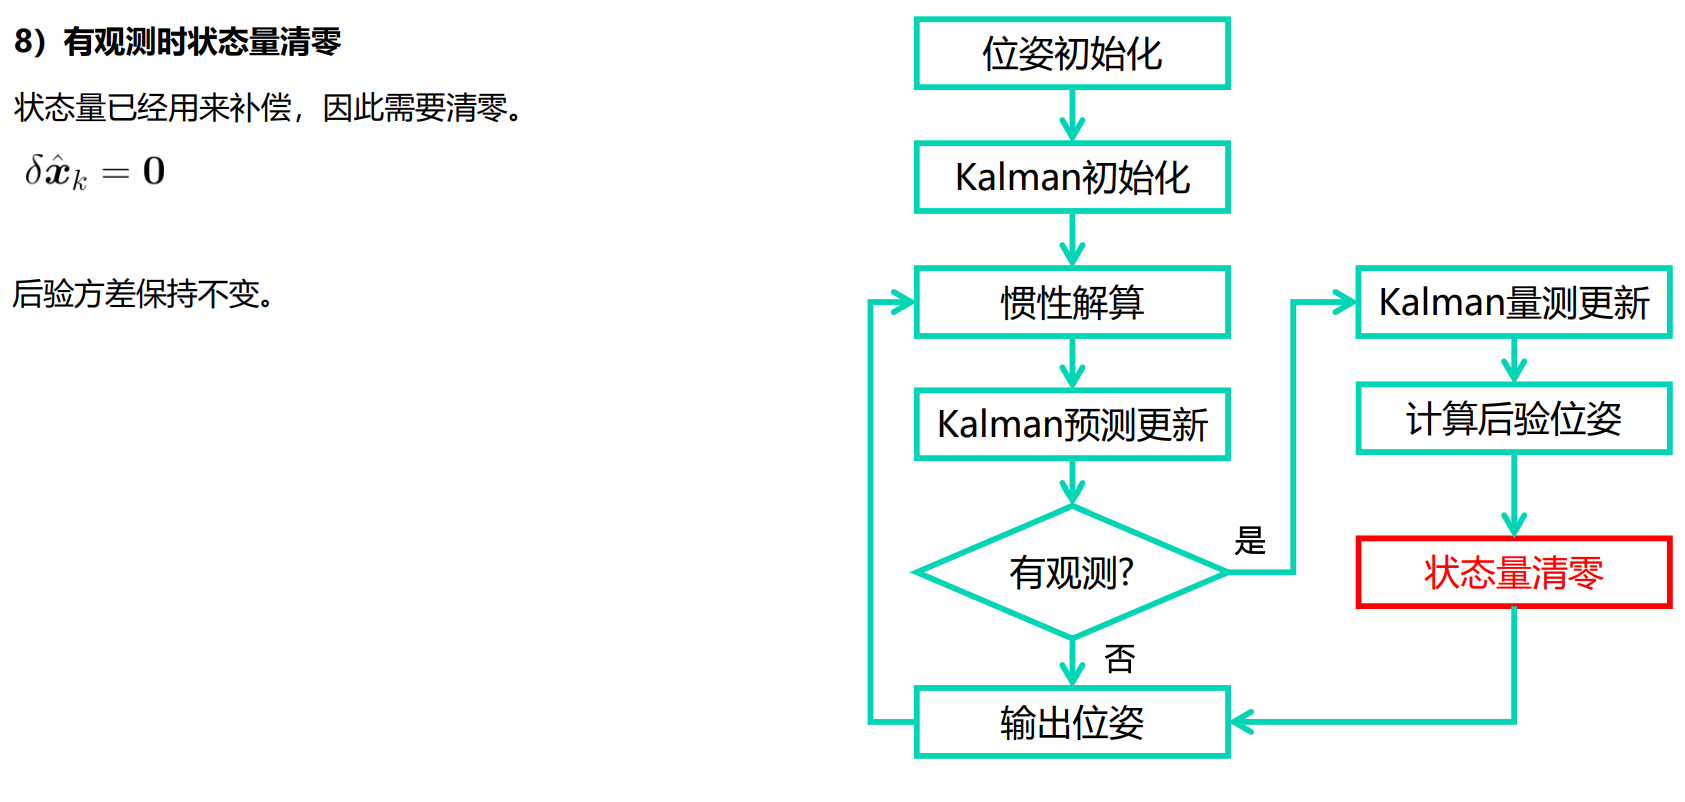 8）有观测时状态量清零
状态量已经用来补偿，因此需要清零。
$\delta\hat{\boldsymbol{x}}_k = \mathbf{0}$
后验方差保持不变。
位姿初始化
Kalman初始化
惯性解算
Kalman预测更新
有观测?
是
否
输出位姿
Kalman量测更新
计算后验位姿
状态量清零